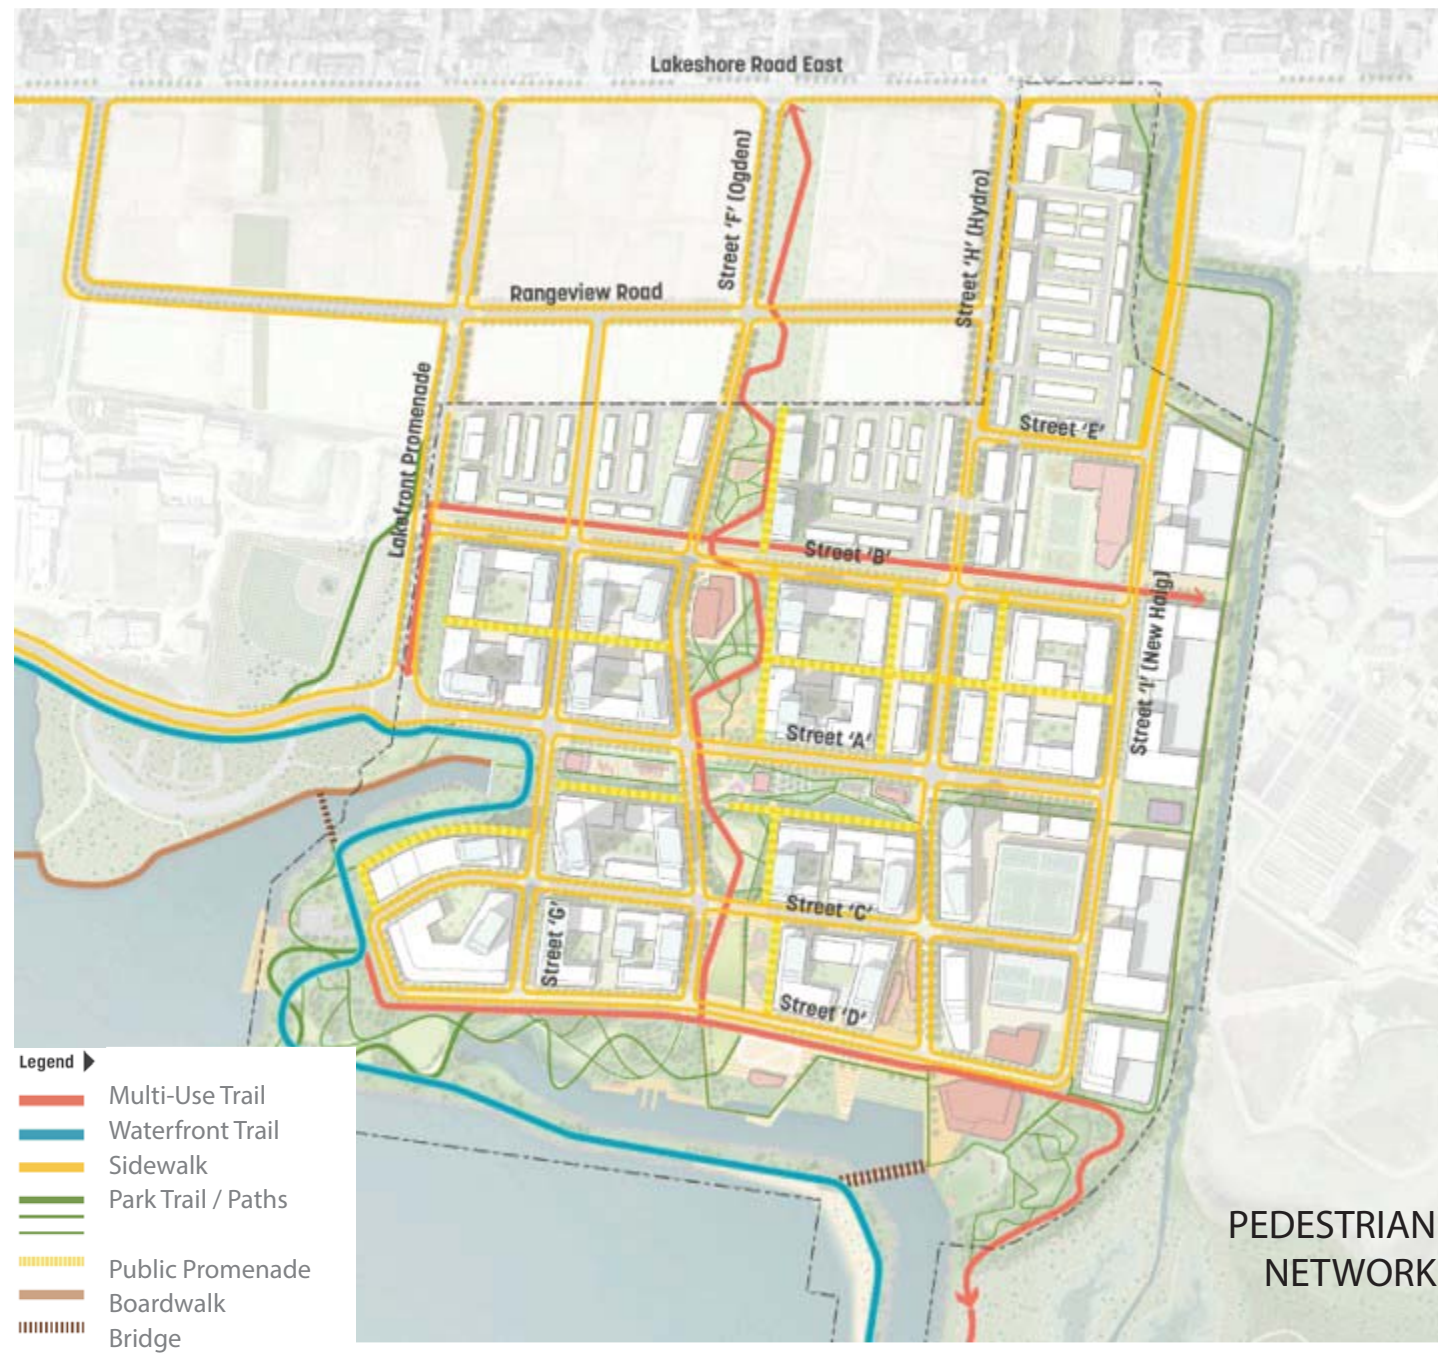 Lakeshore Road East
Street 'F' (Ogden)
Street 'H' (Hydro)
Rangeview Road
Lakefront Promenade
Street 'E'
Street 'B'
Street 'I' (New Haig)
Street 'A'
Street 'C'
Street 'G'
Street 'D'
Legend
Multi-Use Trail
Waterfront Trail
Sidewalk
Park Trail / Paths
Public Promenade
Boardwalk
Bridge
PEDESTRIAN
NETWORK